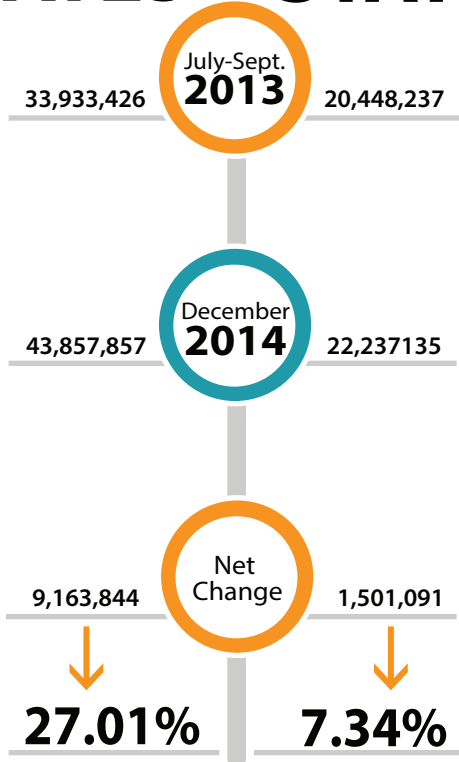 July-Sept.
2013
33,933,426
20,448,237
December
2014
43,857,857
22,237135
Net
Change
9,163,844
1,501,091
27.01%
7.34%